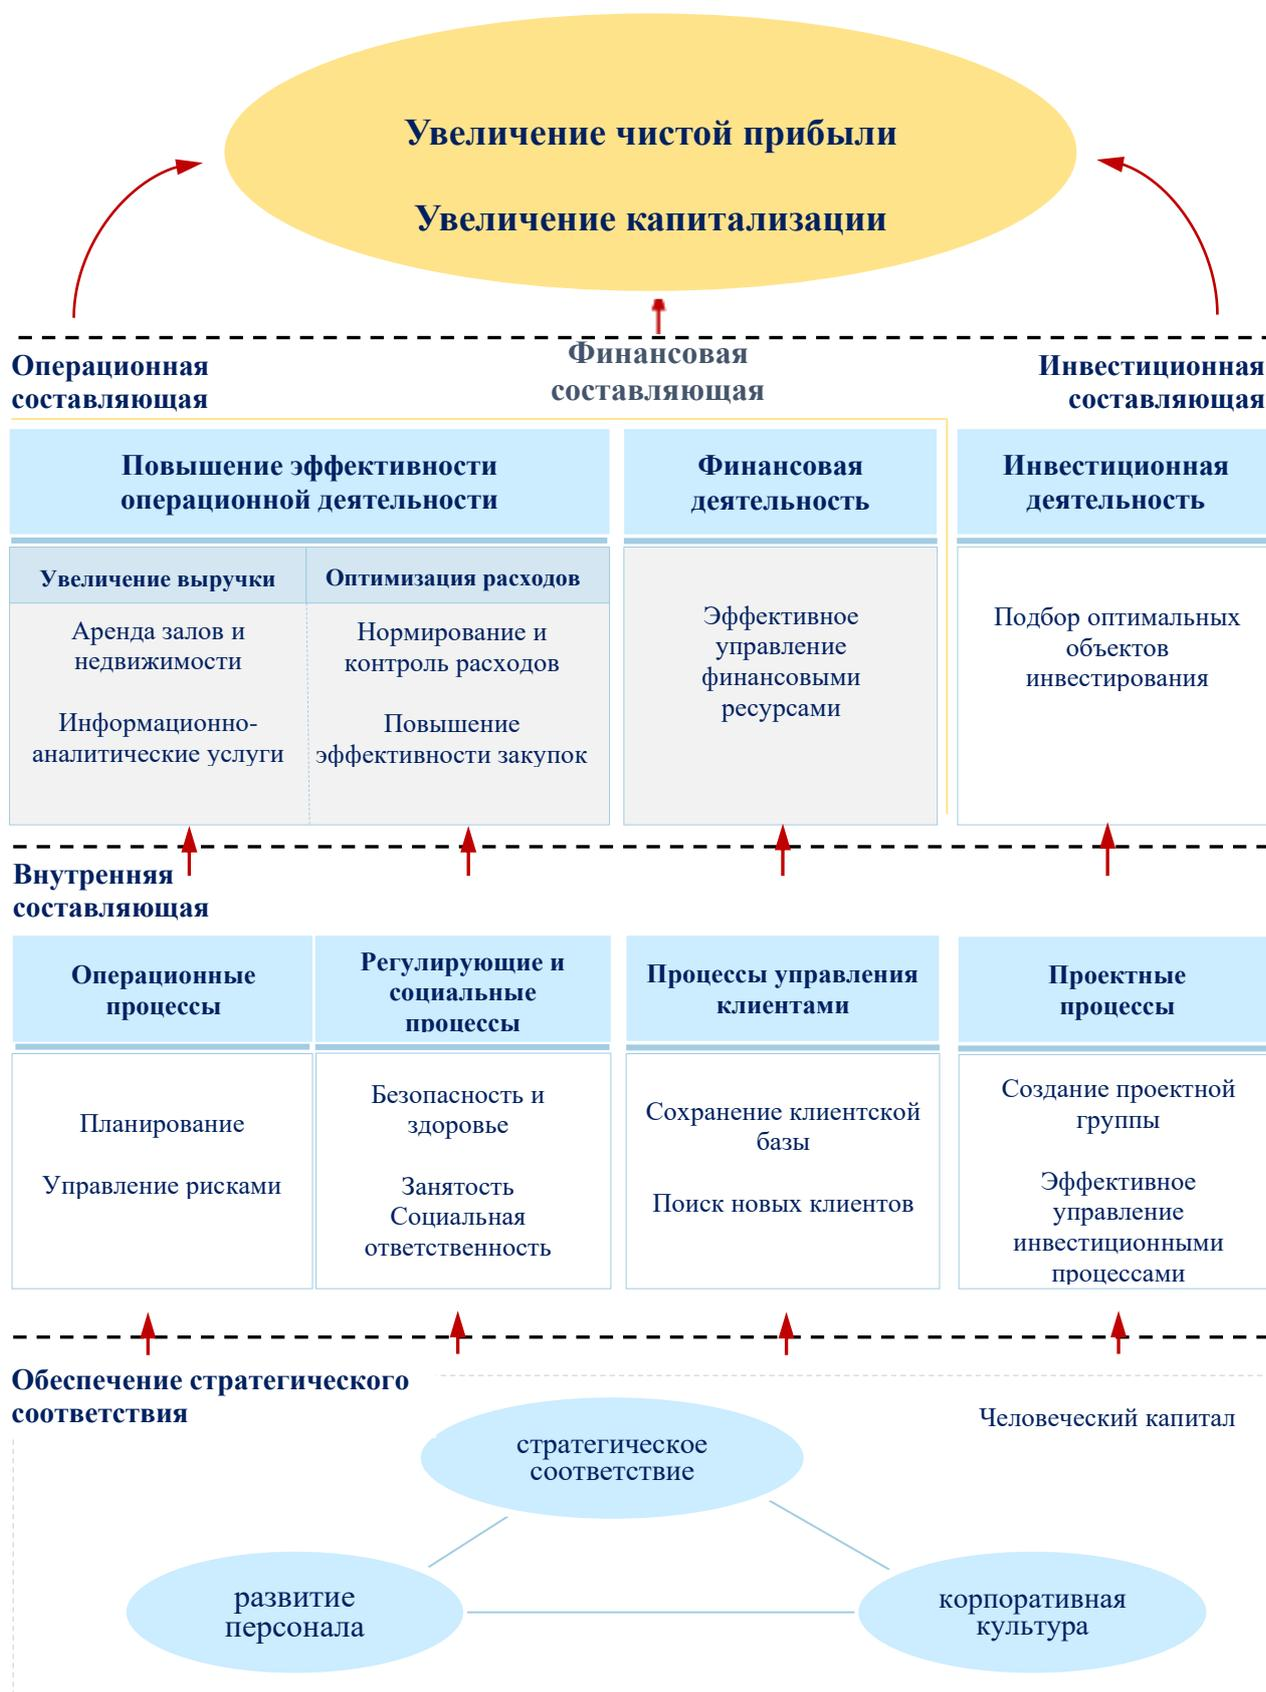 Увеличение чистой прибыли
Увеличение капитализации
Операционная
составляющая
Финансовая
составляющая
Инвестиционная
составляющая
Повышение эффективности
операционной деятельности
Финансовая
деятельность
Инвестиционная
деятельность
Увеличение выручки
Аренда залов и
недвижимости
Информационно-
аналитические услуги
Оптимизация расходов
Нормирование и
контроль расходов
Повышение
эффективности закупок
Эффективное
управление
финансовыми
ресурсами
Подбор оптимальных
объектов
инвестирования
Внутренняя
составляющая
Операционные
процессы
Планирование
Управление рисками
Регулирующие и
социальные
процессы
Безопасность и
здоровье
Занятость
Социальная
ответственность
Процессы управления
клиентами
Сохранение клиентской
базы
Поиск новых клиентов
Проектные
процессы
Создание проектной
группы
Эффективное
управление
инвестиционными
процессами
Обеспечение стратегического
соответствия
Человеческий капитал
стратегическое
соответствие
развитие
персонала
корпоративная
культура